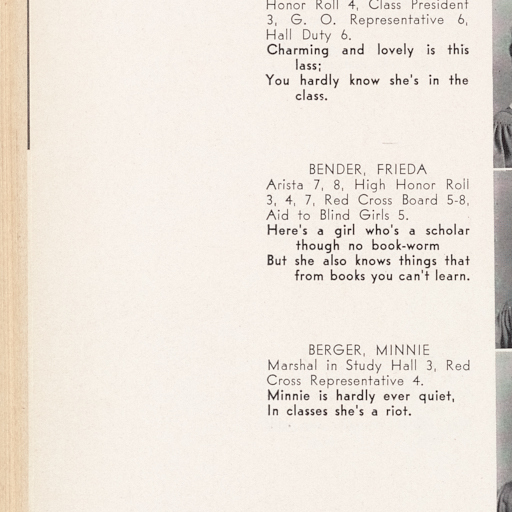 Honor Roll 4, Class President
3, G. O. Representative 6,
Hall Duty 6.
Charming and lovely is this
lass;
You hardly know she's in the
class.
BENDER, FRIEDA
Arista 7, 8, High Honor Roll
3, 4, 7, Red Cross Board 5-8,
Aid to Blind Girls 5.
Here's a girl who's a scholar
though no book-worm
But she also knows things that
from books you can't learn.
BERGER, MINNIE
Marshal in Study Hall 3, Red
Cross Representative 4.
Minnie is hardly ever quiet,
In classes she's a riot.